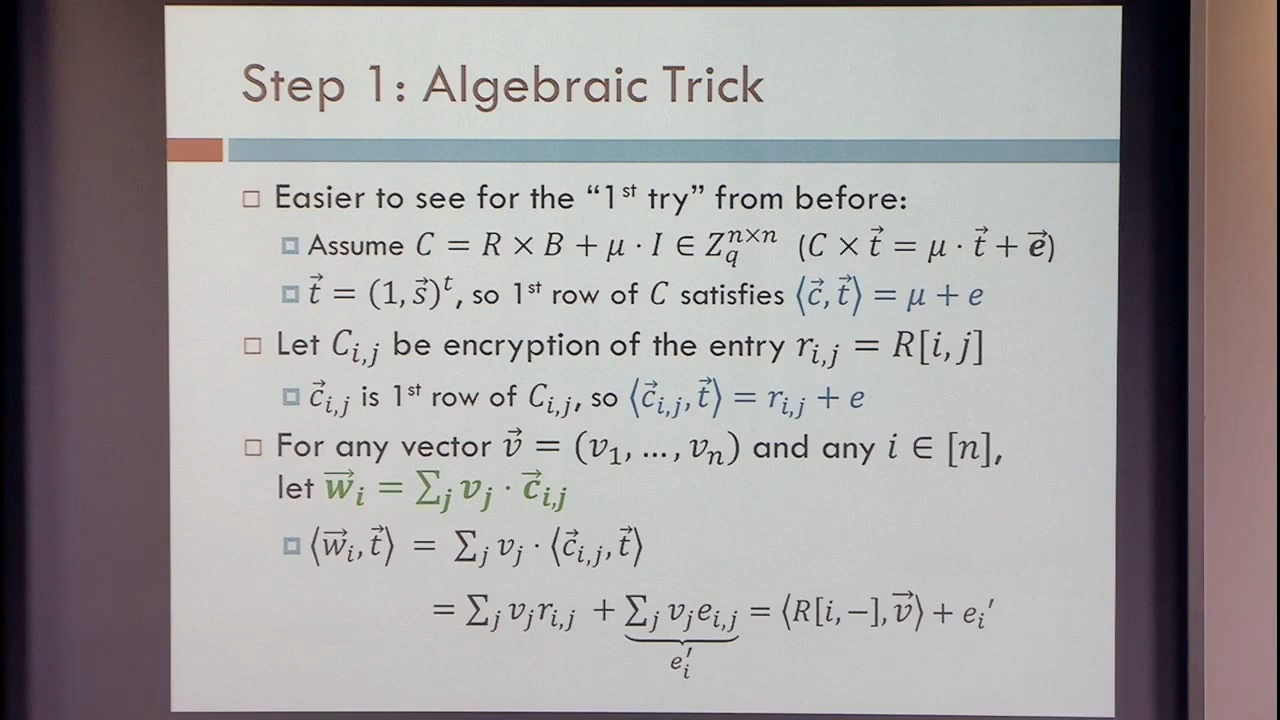 Step 1: Algebraic Trick
Easier to see for the “1ˢᵗ try” from before:
Assume C = R × B + μ · I ∈ Z_q^{n×n} (C × t⃗ = μ · t⃗ + e⃗)
t⃗ = (1, s⃗)ᵗ, so 1ˢᵗ row of C satisfies ⟨c⃗, t⃗⟩ = μ + e
Let C_{i,j} be encryption of the entry r_{i,j} = R[i, j]
c⃗_{i,j} is 1ˢᵗ row of C_{i,j}, so ⟨c⃗_{i,j}, t⃗⟩ = r_{i,j} + e
For any vector v⃗ = (v₁, …, vₙ) and any i ∈ [n],
let w⃗_i = ∑_j v_j · c⃗_{i,j}
⟨w⃗_i, t⃗⟩ = ∑_j v_j · ⟨c⃗_{i,j}, t⃗⟩
= ∑_j v_j r_{i,j} + ∑_j v_j e_{i,j} = ⟨R[i, −], v⃗⟩ + e_i′
e_i′